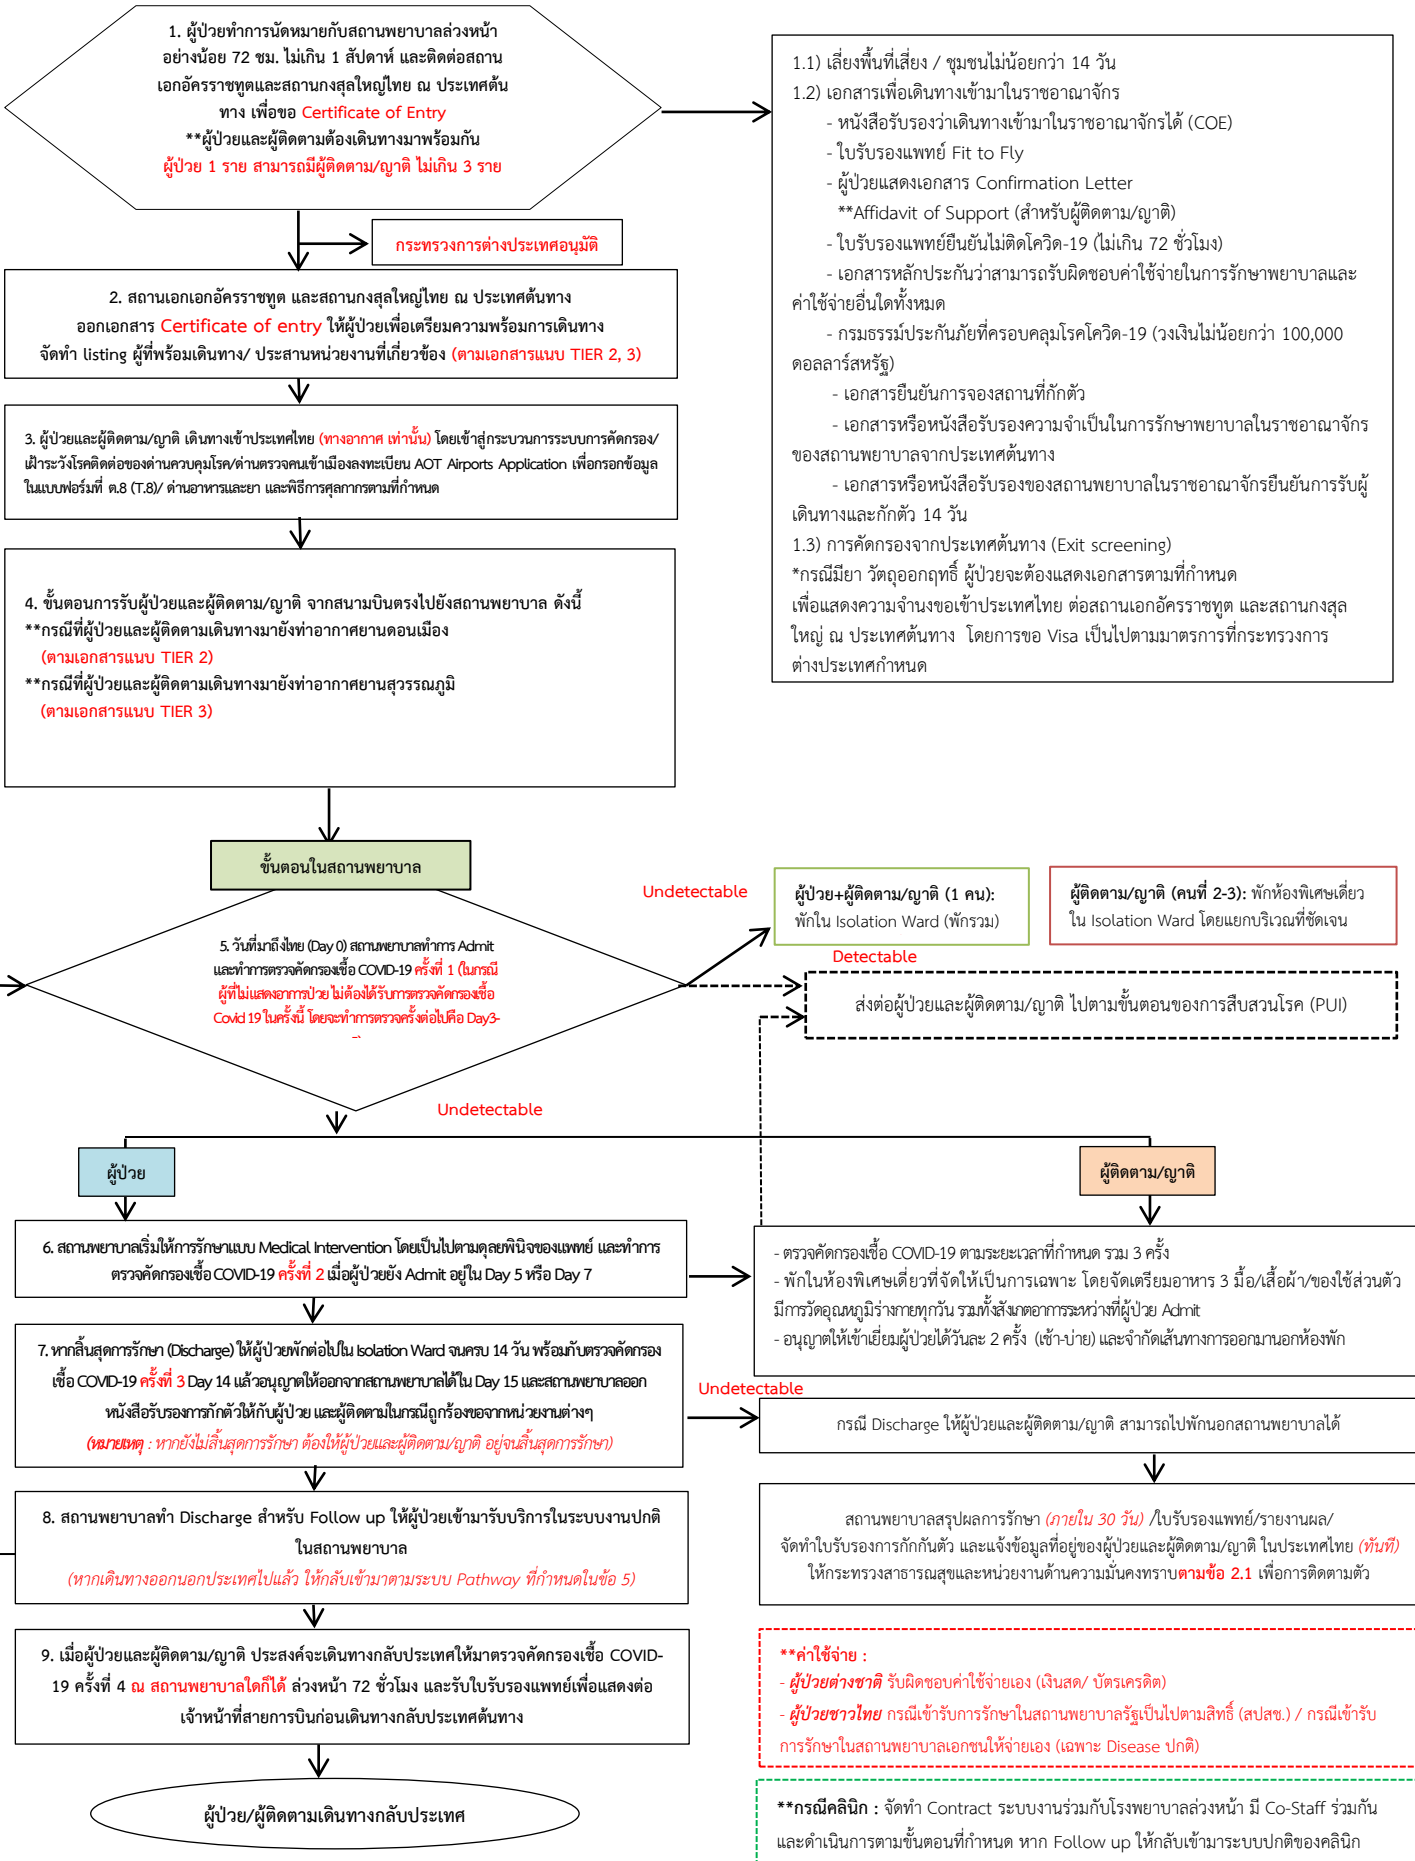 1. ผู้ป่วยทำการนัดหมายกับสถานพยาบาลล่วงหน้า
อย่างน้อย 72 ชม. ไม่เกิน 1 สัปดาห์ และติดต่อสถาน
เอกอัครราชทูตและสถานกงสุลใหญ่ไทย ณ ประเทศต้น
ทาง เพื่อขอ Certificate of Entry
**ผู้ป่วยและผู้ติดตามต้องเดินทางมาพร้อมกัน
ผู้ป่วย 1 ราย สามารถมีผู้ติดตาม/ญาติ ไม่เกิน 3 ราย
1.1) เลี่ยงพื้นที่เสี่ยง / ชุมชนไม่น้อยกว่า 14 วัน
1.2) เอกสารเพื่อเดินทางเข้ามาในราชอาณาจักร
- หนังสือรับรองว่าเดินทางเข้ามาในราชอาณาจักรได้ (COE)
- ใบรับรองแพทย์ Fit to Fly
- ผู้ป่วยแสดงเอกสาร Confirmation Letter
**Affidavit of Support (สำหรับผู้ติดตาม/ญาติ)
- ใบรับรองแพทย์ยืนยันไม่ติดโควิด-19 (ไม่เกิน 72 ชั่วโมง)
- เอกสารหลักประกันว่าสามารถรับผิดชอบค่าใช้จ่ายในการรักษาพยาบาลและ
ค่าใช้จ่ายอื่นใดทั้งหมด
- กรมธรรม์ประกันภัยที่ครอบคลุมโรคโควิด-19 (วงเงินไม่น้อยกว่า 100,000
ดอลลาร์สหรัฐ)
- เอกสารยืนยันการจองสถานที่กักตัว
- เอกสารหรือหนังสือรับรองความจำเป็นในการรักษาพยาบาลในราชอาณาจักร
ของสถานพยาบาลจากประเทศต้นทาง
- เอกสารหรือหนังสือรับรองของสถานพยาบาลในราชอาณาจักรยืนยันการรับผู้
เดินทางและกักตัว 14 วัน
1.3) การคัดกรองจากประเทศต้นทาง (Exit screening)
*กรณีมียา วัตถุออกฤทธิ์ ผู้ป่วยจะต้องแสดงเอกสารตามที่กำหนด
เพื่อแสดงความจำนงขอเข้าประเทศไทย ต่อสถานเอกอัครราชทูต และสถานกงสุล
ใหญ่ ณ ประเทศต้นทาง โดยการขอ Visa เป็นไปตามมาตรการที่กระทรวงการ
ต่างประเทศกำหนด
กระทรวงการต่างประเทศอนุมัติ
2. สถานเอกเอกอัครราชทูต และสถานกงสุลใหญ่ไทย ณ ประเทศต้นทาง
ออกเอกสาร Certificate of entry ให้ผู้ป่วยเพื่อเตรียมความพร้อมการเดินทาง
จัดทำ listing ผู้ที่พร้อมเดินทาง/ ประสานหน่วยงานที่เกี่ยวข้อง (ตามเอกสารแนบ TIER 2, 3)
3. ผู้ป่วยและผู้ติดตาม/ญาติ เดินทางเข้าประเทศไทย (ทางอากาศ เท่านั้น) โดยเข้าสู่กระบวนการระบบการคัดกรอง/
เฝ้าระวังโรคติดต่อของด่านควบคุมโรค/ด่านตรวจคนเข้าเมืองลงทะเบียน AOT Airports Application เพื่อกรอกข้อมูล
ในแบบฟอร์มที่ ต.8 (T.8)/ ด่านอาหารและยา และพิธีการศุลกากรตามที่กำหนด
4. ขั้นตอนการรับผู้ป่วยและผู้ติดตาม/ญาติ จากสนามบินตรงไปยังสถานพยาบาล ดังนี้
**กรณีที่ผู้ป่วยและผู้ติดตามเดินทางมายังท่าอากาศยานดอนเมือง
(ตามเอกสารแนบ TIER 2)
**กรณีที่ผู้ป่วยและผู้ติดตามเดินทางมายังท่าอากาศยานสุวรรณภูมิ
(ตามเอกสารแนบ TIER 3)
ขั้นตอนในสถานพยาบาล
Undetectable
ผู้ป่วย+ผู้ติดตาม/ญาติ (1 คน):
พักใน Isolation Ward (พักรวม)
ผู้ติดตาม/ญาติ (คนที่ 2-3): พักห้องพิเศษเดี่ยว
ใน Isolation Ward โดยแยกบริเวณที่ชัดเจน
5. วันที่มาถึงไทย (Day 0) สถานพยาบาลทำการ Admit
และทำการตรวจคัดกรองเชื้อ COVID-19 ครั้งที่ 1 (ในกรณี
ผู้ที่ไม่แสดงอาการป่วย ไม่ต้องได้รับการตรวจคัดกรองเชื้อ
Covid 19 ในครั้งนี้ โดยจะทำการตรวจครั้งต่อไปคือ Day3-
Detectable
ส่งต่อผู้ป่วยและผู้ติดตาม/ญาติ ไปตามขั้นตอนของการสืบสวนโรค (PUI)
Undetectable
ผู้ป่วย
ผู้ติดตาม/ญาติ
6. สถานพยาบาลเริ่มให้การรักษาแบบ Medical Intervention โดยเป็นไปตามดุลยพินิจของแพทย์ และทำการ
ตรวจคัดกรองเชื้อ COVID-19 ครั้งที่ 2 เมื่อผู้ป่วยยัง Admit อยู่ใน Day 5 หรือ Day 7
- ตรวจคัดกรองเชื้อ COVID-19 ตามระยะเวลาที่กำหนด รวม 3 ครั้ง
- พักในห้องพิเศษเดี่ยวที่จัดให้เป็นการเฉพาะ โดยจัดเตรียมอาหาร 3 มื้อ/เสื้อผ้า/ของใช้ส่วนตัว
มีการวัดอุณหภูมิร่างกายทุกวัน รวมทั้งสังเกตอาการระหว่างที่ผู้ป่วย Admit
- อนุญาตให้เข้าเยี่ยมผู้ป่วยได้วันละ 2 ครั้ง (เช้า-บ่าย) และจำกัดเส้นทางการออกมานอกห้องพัก
7. หากสิ้นสุดการรักษา (Discharge) ให้ผู้ป่วยพักต่อไปใน Isolation Ward จนครบ 14 วัน พร้อมกับตรวจคัดกรอง
เชื้อ COVID-19 ครั้งที่ 3 Day 14 แล้วอนุญาตให้ออกจากสถานพยาบาลได้ใน Day 15 และสถานพยาบาลออก
หนังสือรับรองการกักตัวให้กับผู้ป่วย และผู้ติดตามในกรณีถูกร้องขอจากหน่วยงานต่างๆ
(หมายเหตุ : หากยังไม่สิ้นสุดการรักษา ต้องให้ผู้ป่วยและผู้ติดตาม/ญาติ อยู่จนสิ้นสุดการรักษา)
Undetectable
กรณี Discharge ให้ผู้ป่วยและผู้ติดตาม/ญาติ สามารถไปพักนอกสถานพยาบาลได้
8. สถานพยาบาลทำ Discharge สำหรับ Follow up ให้ผู้ป่วยเข้ามารับบริการในระบบงานปกติ
ในสถานพยาบาล
(หากเดินทางออกนอกประเทศไปแล้ว ให้กลับเข้ามาตามระบบ Pathway ที่กำหนดในข้อ 5)
สถานพยาบาลสรุปผลการรักษา (ภายใน 30 วัน) /ใบรับรองแพทย์/รายงานผล/
จัดทำใบรับรองการกักกันตัว และแจ้งข้อมูลที่อยู่ของผู้ป่วยและผู้ติดตาม/ญาติ ในประเทศไทย (ทันที)
ให้กระทรวงสาธารณสุขและหน่วยงานด้านความมั่นคงทราบตามข้อ 2.1 เพื่อการติดตามตัว
9. เมื่อผู้ป่วยและผู้ติดตาม/ญาติ ประสงค์จะเดินทางกลับประเทศให้มาตรวจคัดกรองเชื้อ COVID-
19 ครั้งที่ 4 ณ สถานพยาบาลใดก็ได้ ล่วงหน้า 72 ชั่วโมง และรับใบรับรองแพทย์เพื่อแสดงต่อ
เจ้าหน้าที่สายการบินก่อนเดินทางกลับประเทศต้นทาง
**ค่าใช้จ่าย :
- ผู้ป่วยต่างชาติ รับผิดชอบค่าใช้จ่ายเอง (เงินสด/ บัตรเครดิต)
- ผู้ป่วยชาวไทย กรณีเข้ารับการรักษาในสถานพยาบาลรัฐเป็นไปตามสิทธิ์ (สปสช.) / กรณีเข้ารับ
การรักษาในสถานพยาบาลเอกชนให้จ่ายเอง (เฉพาะ Disease ปกติ)
ผู้ป่วย/ผู้ติดตามเดินทางกลับประเทศ
**กรณีคลินิก : จัดทำ Contract ระบบงานร่วมกับโรงพยาบาลล่วงหน้า มี Co-Staff ร่วมกัน
และดำเนินการตามขั้นตอนที่กำหนด หาก Follow up ให้กลับเข้ามาระบบปกติของคลินิก